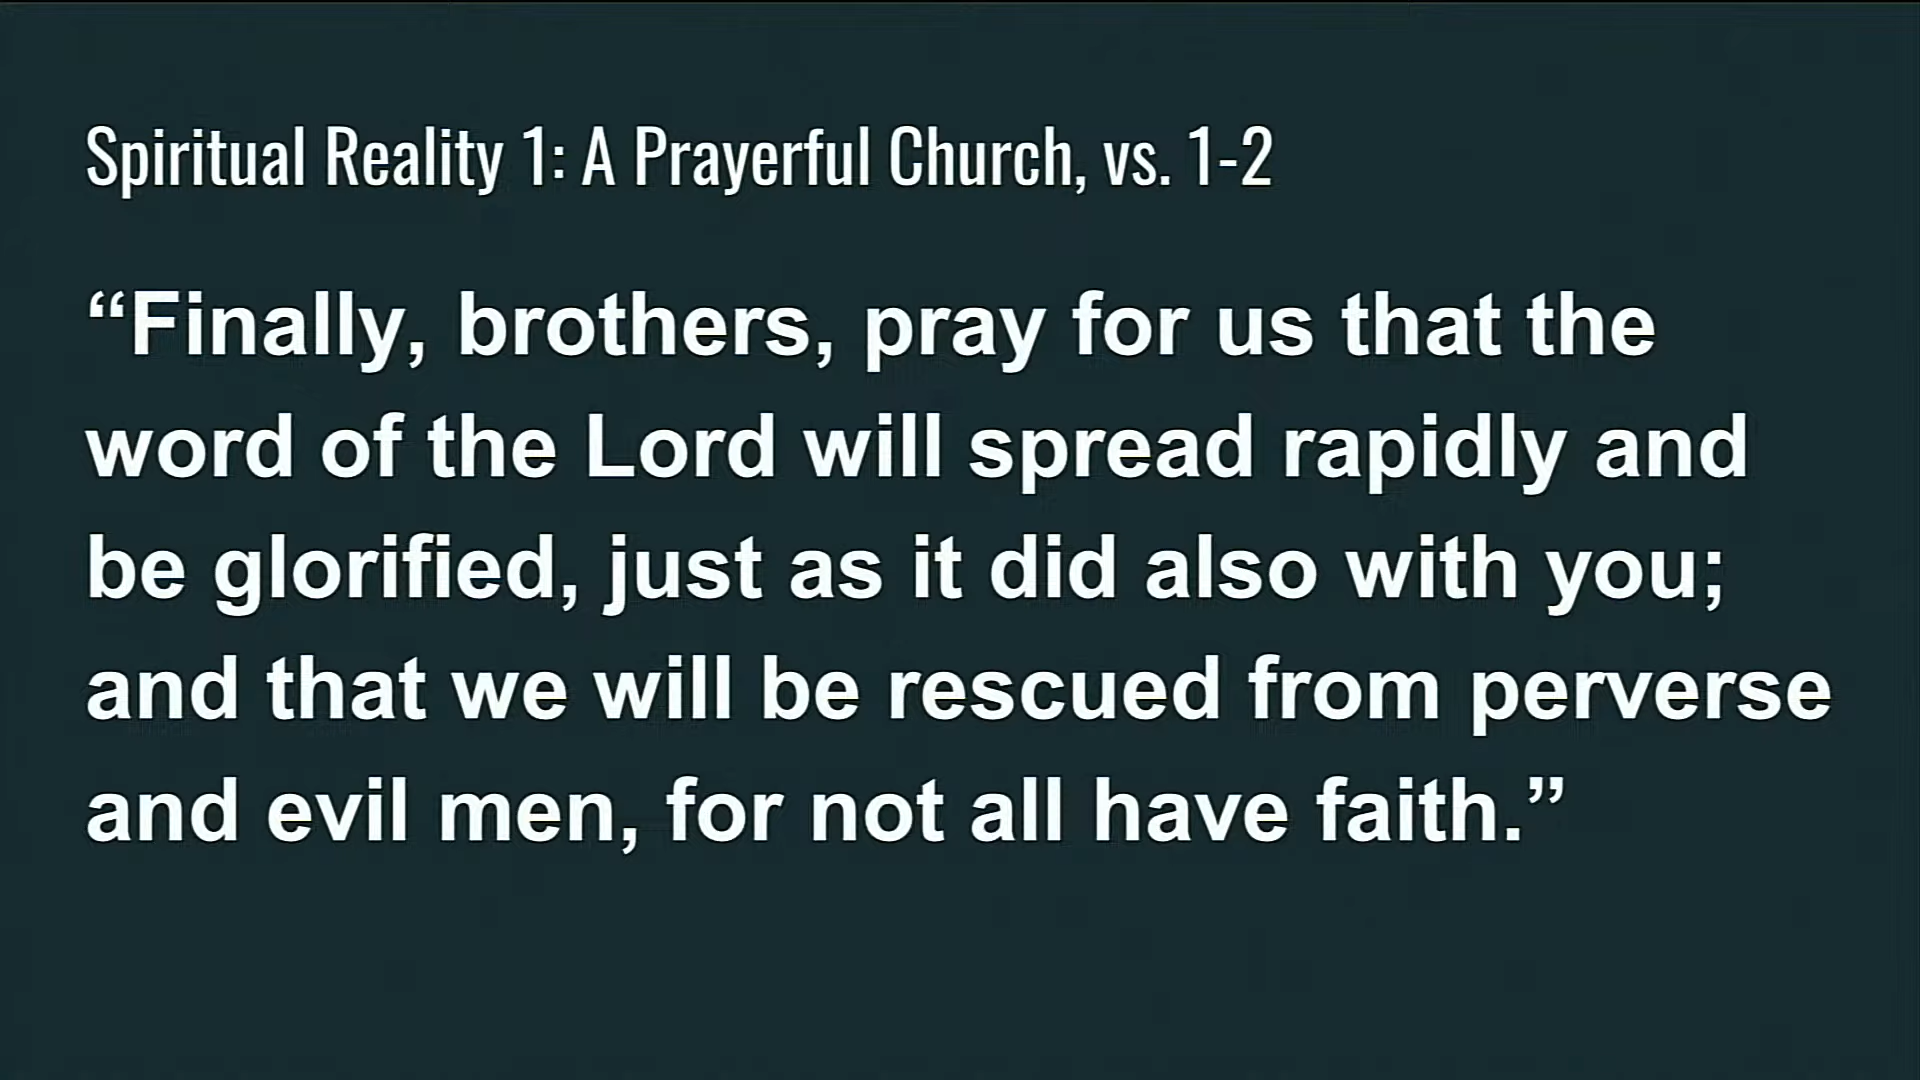 Spiritual Reality 1: A Prayerful Church, vs. 1-2
“Finally, brothers, pray for us that the
word of the Lord will spread rapidly and
be glorified, just as it did also with you;
and that we will be rescued from perverse
and evil men, for not all have faith.”